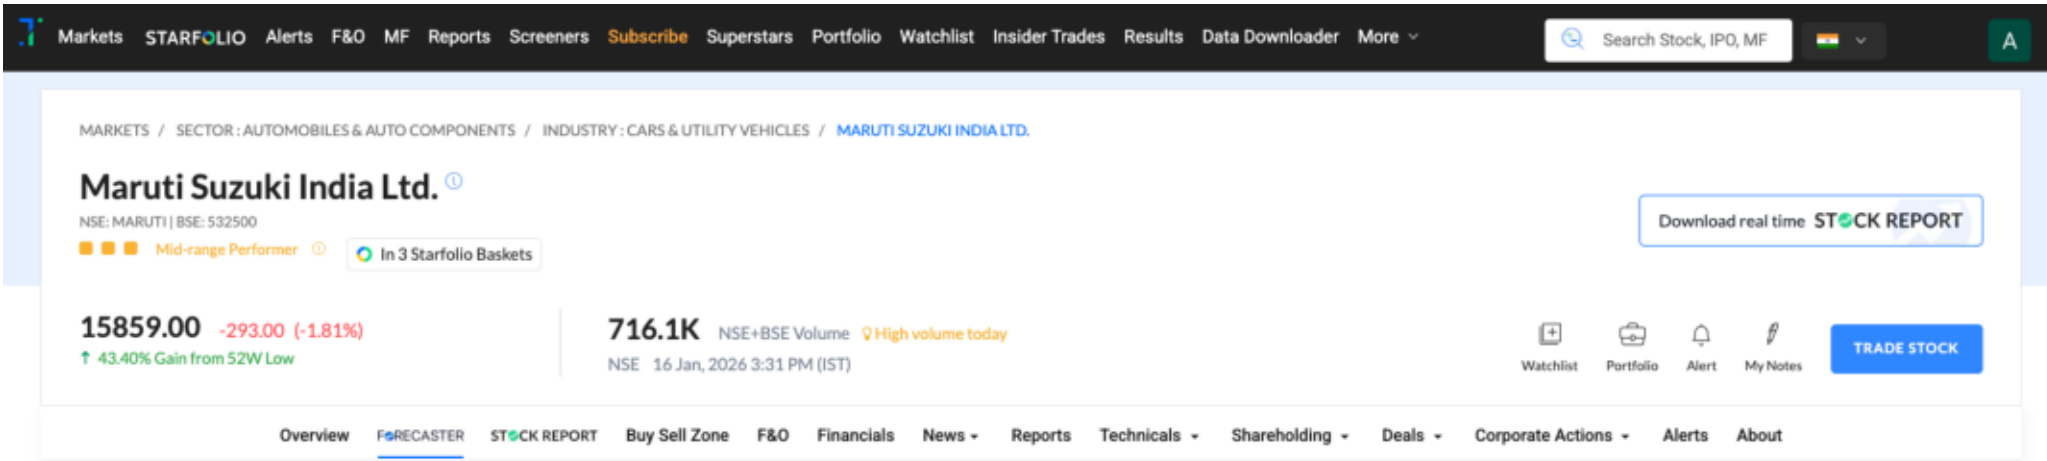 Markets STARFOLIO Alerts F&O MF Reports Screeners Subscribe Superstars Portfolio Watchlist Insider Trades Results Data Downloader More Search Stock, IPO, MF A
MARKETS / SECTOR : AUTOMOBILES & AUTO COMPONENTS / INDUSTRY : CARS & UTILITY VEHICLES / MARUTI SUZUKI INDIA LTD.
Maruti Suzuki India Ltd.
NSE: MARUTI | BSE: 532500
Mid-range Performer In 3 Starfolio Baskets
Download real time STOCK REPORT
15859.00 -293.00 (-1.81%)
↑ 43.40% Gain from 52W Low
716.1K NSE+BSE Volume High volume today
NSE 16 Jan, 2026 3:31 PM (IST)
Watchlist Portfolio Alert My Notes TRADE STOCK
Overview FORECASTER STOCK REPORT Buy Sell Zone F&O Financials News Reports Technicals Shareholding Deals Corporate Actions Alerts About